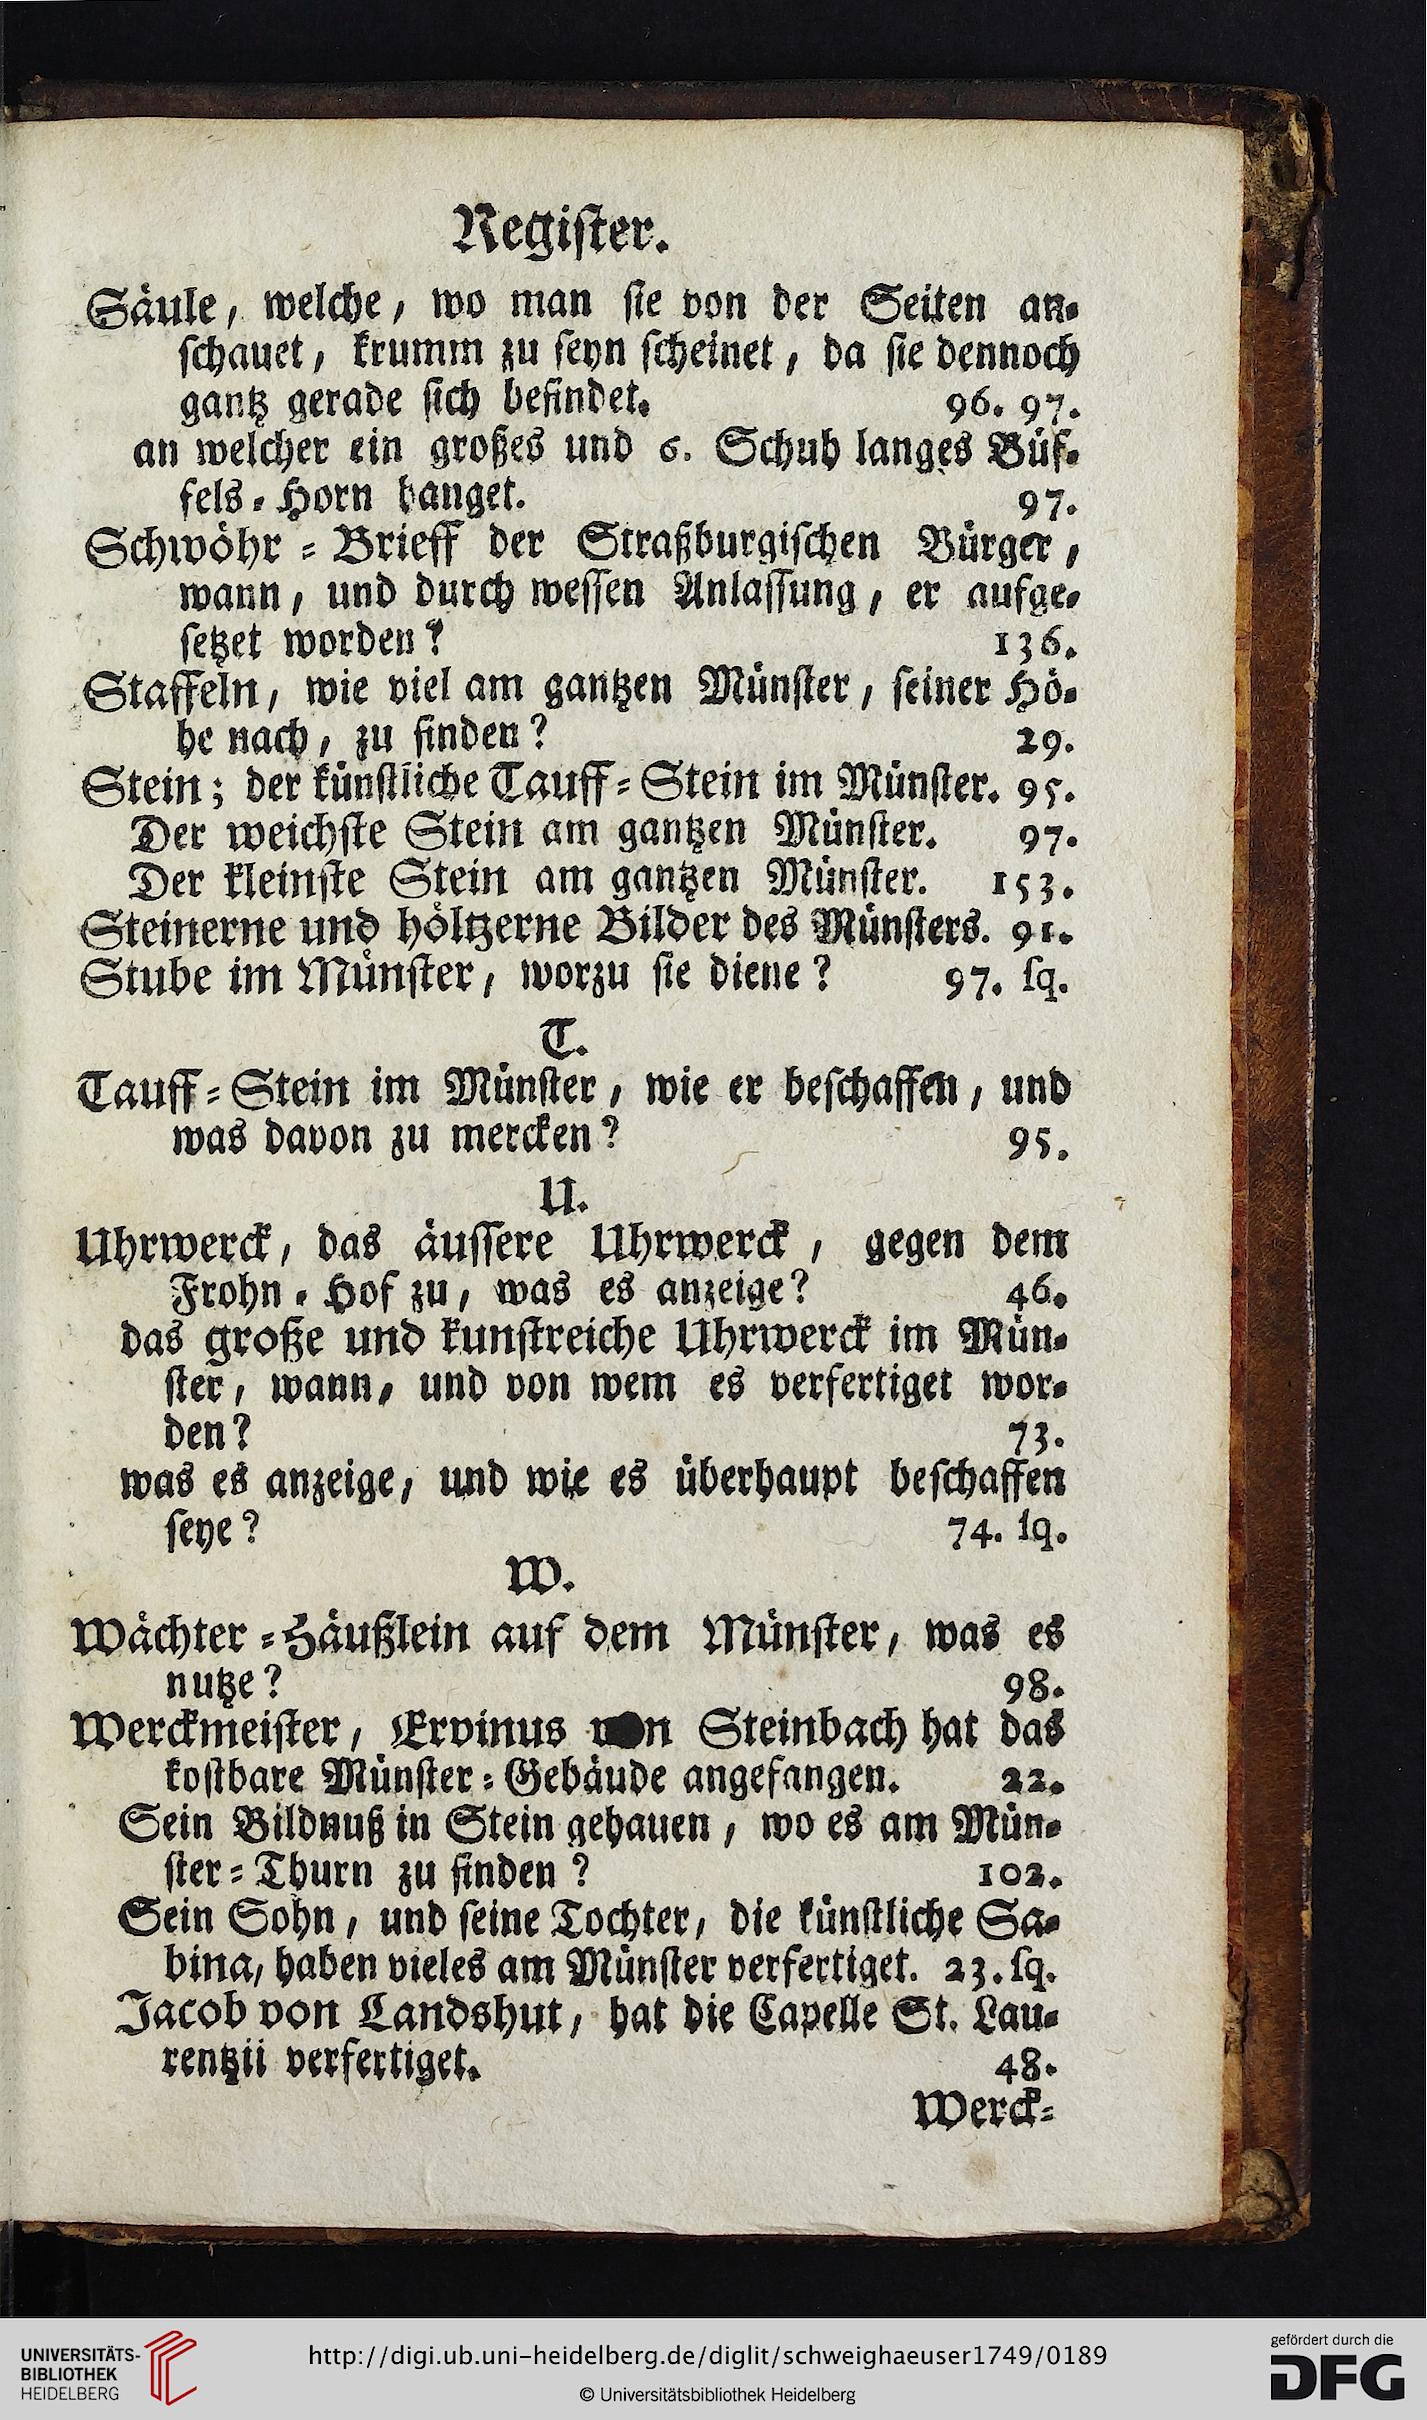 Register.
Säule, welche, wo man sie von der Seiten an-
schauet, krumm zu seyn scheinet, da sie dennoch
gantz gerade sich befindet. 96. 97.
an welcher ein großes und 6. Schuh langes Büf-
fels-Horn hanget. 97.
Schwöhr-Brieff der Straßburgischen Bürger,
wann, und durch wessen Anlassung, er aufge-
setzet worden? 136.
Staffeln, wie viel am gantzen Münster, seiner Hö-
he nach, zu finden? 29.
Stein; der künstliche Tauff-Stein im Münster. 95.
Der weichste Stein am gantzen Münster. 97.
Der kleinste Stein am gantzen Münster. 153.
Steinerne und höltzerne Bilder des Münsters. 91.
Stube im Münster, worzu sie diene? 97. sq.
T.
Tauff-Stein im Münster, wie er beschaffen, und
was davon zu mercken? 95.
U.
Uhrwerck, das äussere Uhrwerck, gegen dem
Frohn-Hof zu, was es anzeige? 46.
das große und kunstreiche Uhrwerck im Mün-
ster, wann, und von wem es verfertiget wor-
den? 73.
was es anzeige, und wie es überhaupt beschaffen
seye? 74. sq.
W.
Wächter-Häußlein auf dem Münster, was es
nutze? 98.
Werckmeister, Ervinus von Steinbach hat das
kostbare Münster-Gebäude angefangen. 22.
Sein Bildnuß in Stein gehauen, wo es am Mün-
ster-Thurn zu finden? 102.
Sein Sohn, und seine Tochter, die künstliche Sa-
bina, haben vieles am Münster verfertiget. 23. sq.
Jacob von Landshut, hat die Capelle St. Lau-
rentzii verfertiget. 48.
Werck-
UNIVERSITÄTS-
BIBLIOTHEK
HEIDELBERG
http://digi.ub.uni-heidelberg.de/diglit/schweighaeuser1749/0189
© Universitätsbibliothek Heidelberg
gefördert durch die
DFG